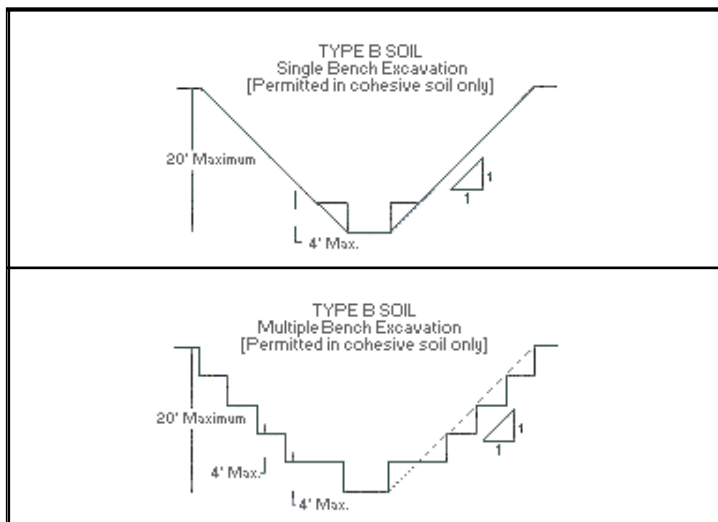 TYPE B SOIL
Single Bench Excavation
[Permitted in cohesive soil only]
20' Maximum
1
1
4' Max.
TYPE B SOIL
Multiple Bench Excavation
[Permitted in cohesive soil only]
20' Maximum
1
1
4' Max.
4' Max.